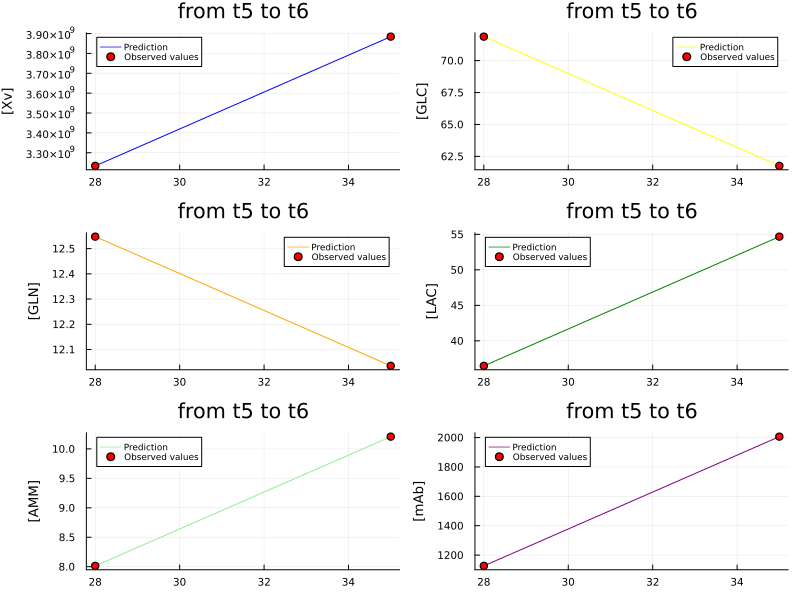 from t5 to t6
[Xv]
3.90×10⁹
3.80×10⁹
3.70×10⁹
3.60×10⁹
3.50×10⁹
3.40×10⁹
3.30×10⁹
Prediction
Observed values
28 30 32 34
from t5 to t6
[GLC]
70.0
67.5
65.0
62.5
Prediction
Observed values
28 30 32 34
from t5 to t6
[GLN]
12.5
12.4
12.3
12.2
12.1
Prediction
Observed values
28 30 32 34
from t5 to t6
[LAC]
55
50
45
40
Prediction
Observed values
28 30 32 34
from t5 to t6
[AMM]
10.0
9.5
9.0
8.5
8.0
Prediction
Observed values
28 30 32 34
from t5 to t6
[mAb]
2000
1800
1600
1400
1200
Prediction
Observed values
28 30 32 34